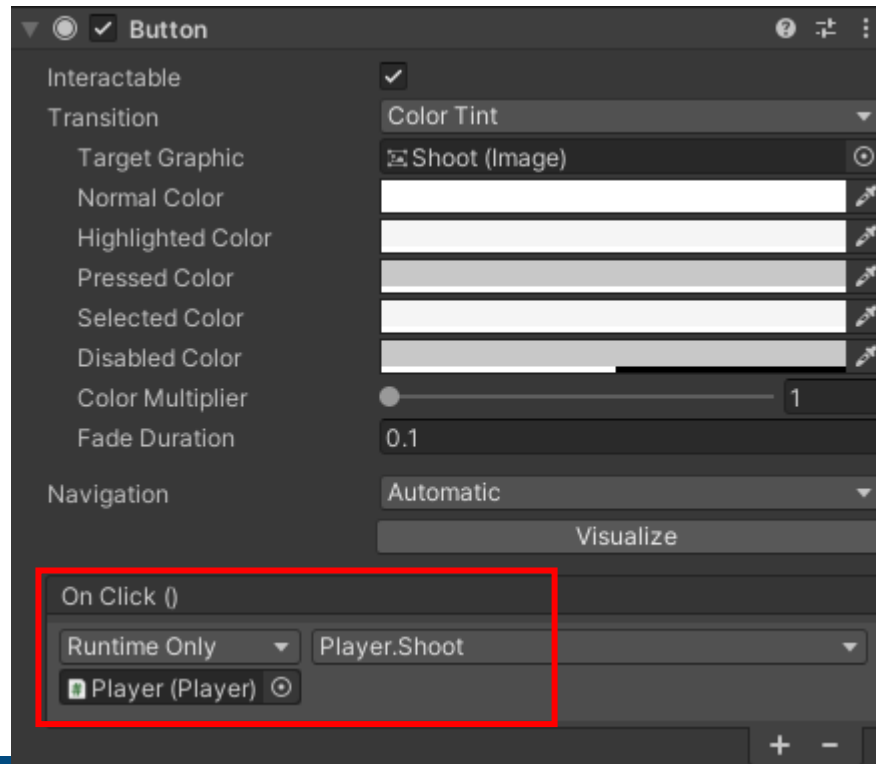 Button
Interactable
Transition Color Tint
Target Graphic Shoot (Image)
Normal Color
Highlighted Color
Pressed Color
Selected Color
Disabled Color
Color Multiplier 1
Fade Duration 0.1
Navigation Automatic
Visualize
On Click ()
Runtime Only Player.Shoot
# Player (Player)
+ -